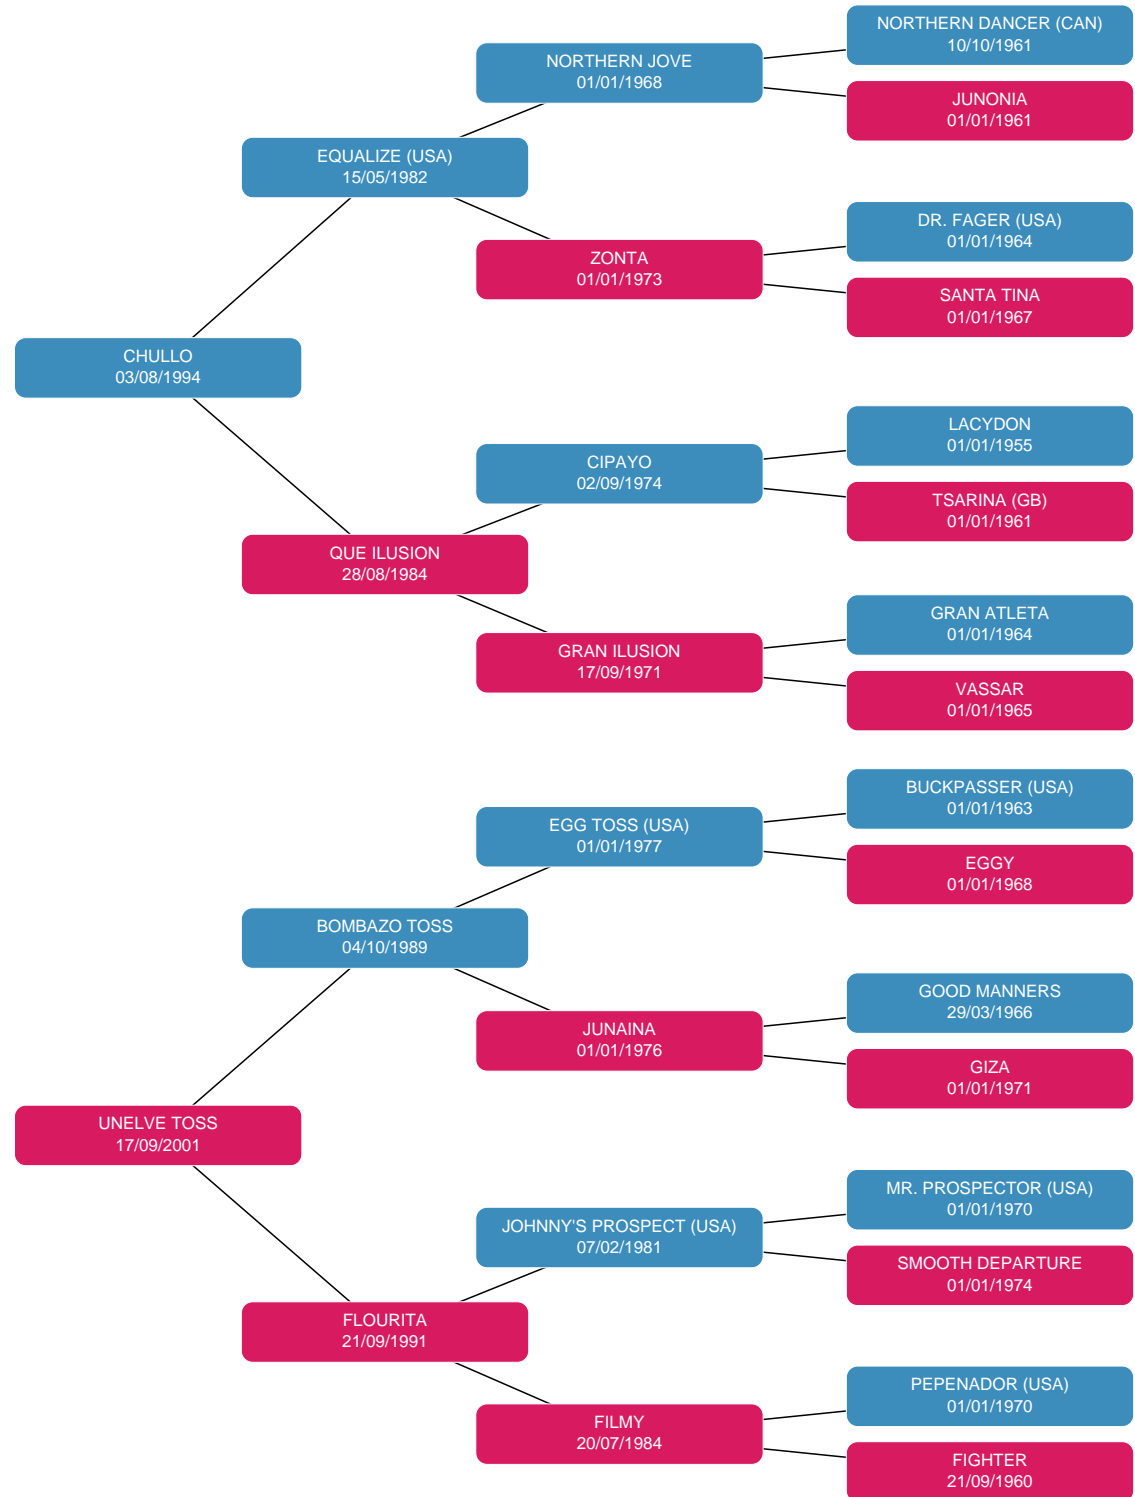 NORTHERN DANCER (CAN)
10/10/1961
NORTHERN JOVE
01/01/1968
JUNONIA
01/01/1961
EQUALIZE (USA)
15/05/1982
DR. FAGER (USA)
01/01/1964
ZONTA
01/01/1973
SANTA TINA
01/01/1967
CHULLO
03/08/1994
LACYDON
01/01/1955
CIPAYO
02/09/1974
TSARINA (GB)
01/01/1961
QUE ILUSION
28/08/1984
GRAN ATLETA
01/01/1964
GRAN ILUSION
17/09/1971
VASSAR
01/01/1965
BUCKPASSER (USA)
01/01/1963
EGG TOSS (USA)
01/01/1977
EGGY
01/01/1968
BOMBAZO TOSS
04/10/1989
GOOD MANNERS
29/03/1966
JUNAINA
01/01/1976
GIZA
01/01/1971
UNELVE TOSS
17/09/2001
MR. PROSPECTOR (USA)
01/01/1970
JOHNNY'S PROSPECT (USA)
07/02/1981
SMOOTH DEPARTURE
01/01/1974
FLOURITA
21/09/1991
PEPENADOR (USA)
01/01/1970
FILMY
20/07/1984
FIGHTER
21/09/1960